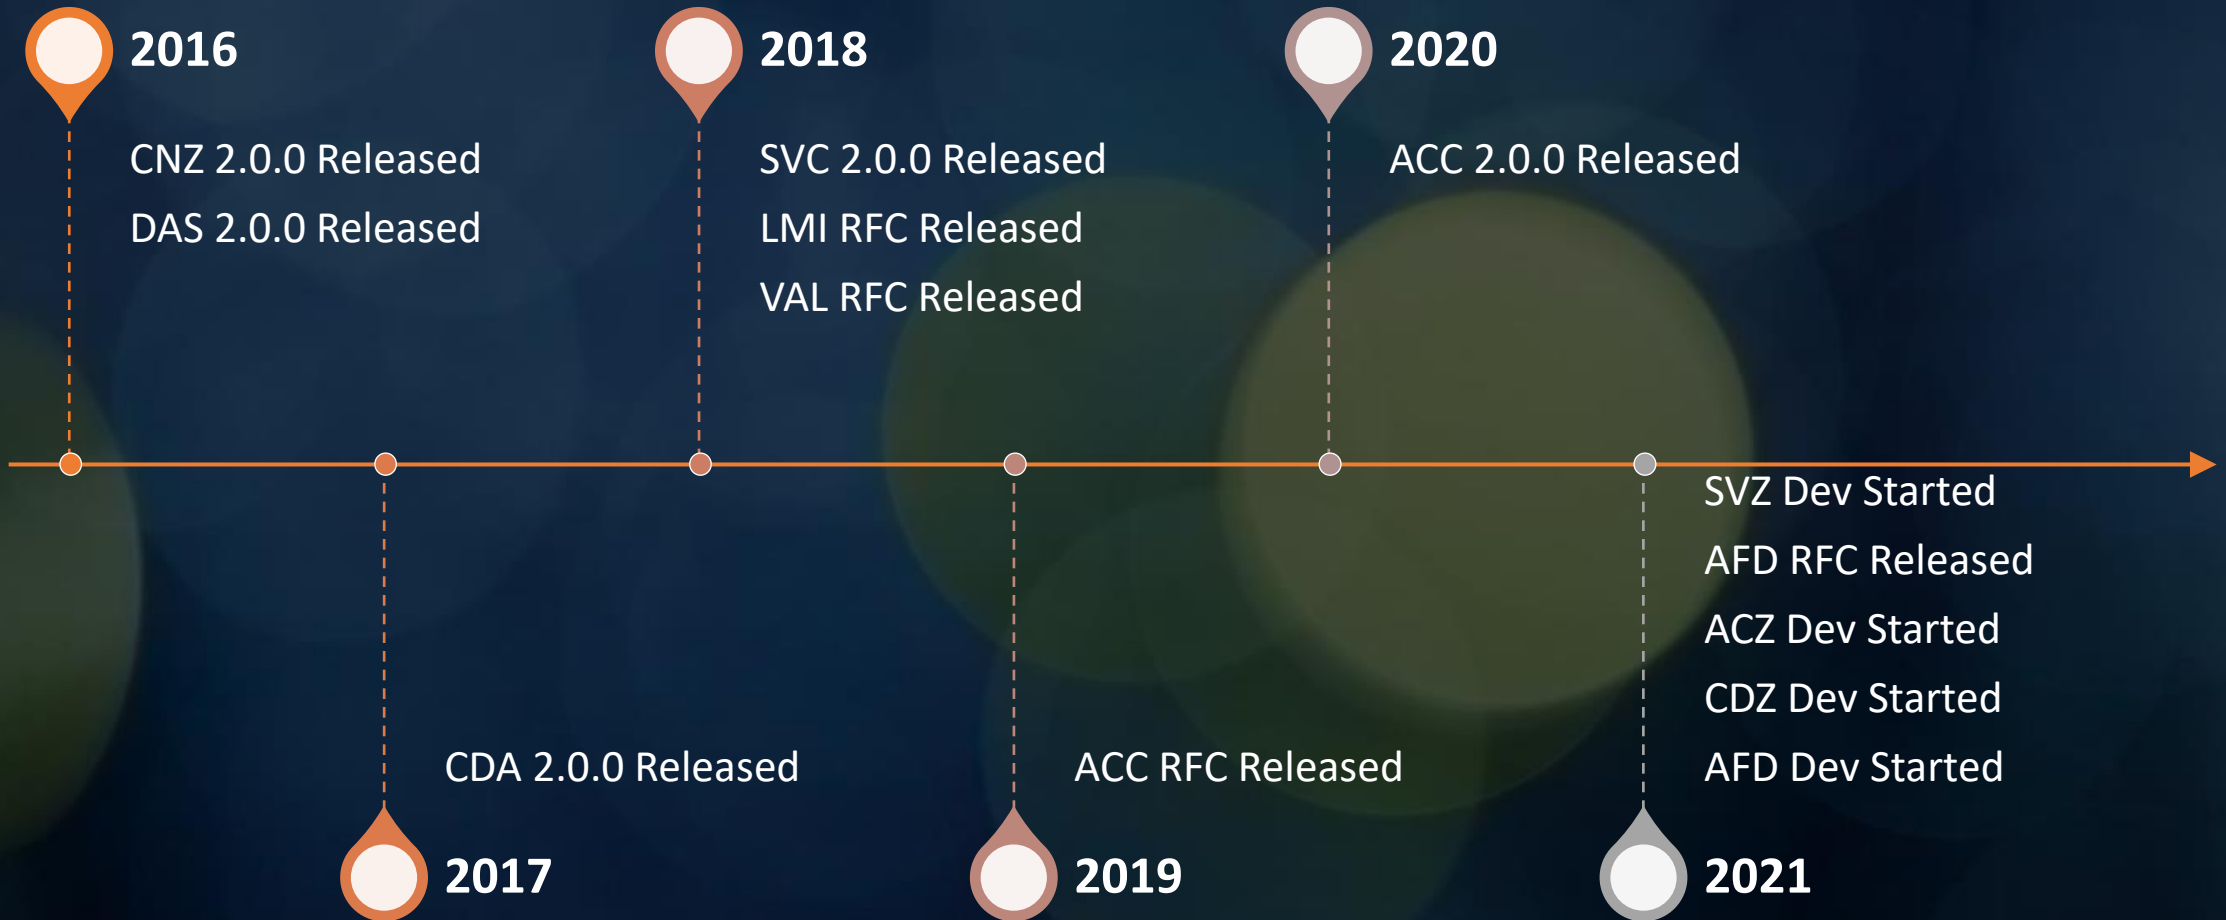 2016
CNZ 2.0.0 Released
DAS 2.0.0 Released
2018
SVC 2.0.0 Released
LMI RFC Released
VAL RFC Released
2020
ACC 2.0.0 Released
CDA 2.0.0 Released
2017
ACC RFC Released
2019
SVZ Dev Started
AFD RFC Released
ACZ Dev Started
CDZ Dev Started
AFD Dev Started
2021